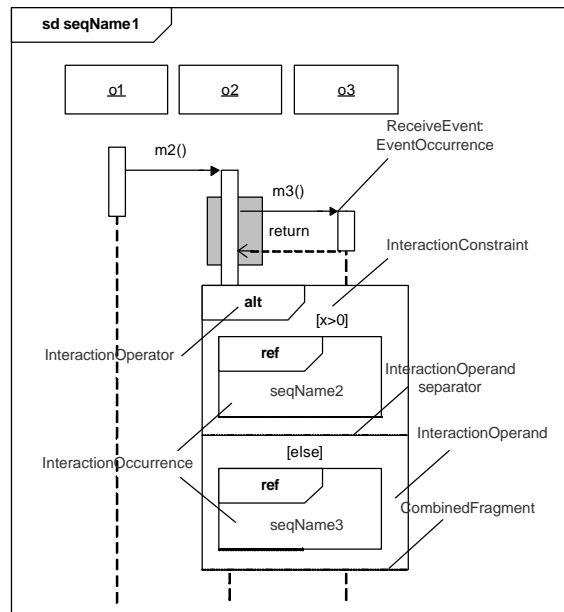 sd seqName1
o1
o2
o3
ReceiveEvent:
EventOccurrence
m2()
m3()
return
InteractionConstraint
alt
[x>0]
InteractionOperator
ref
seqName2
InteractionOperand
separator
InteractionOperand
[else]
InteractionOccurrence
ref
seqName3
CombinedFragment